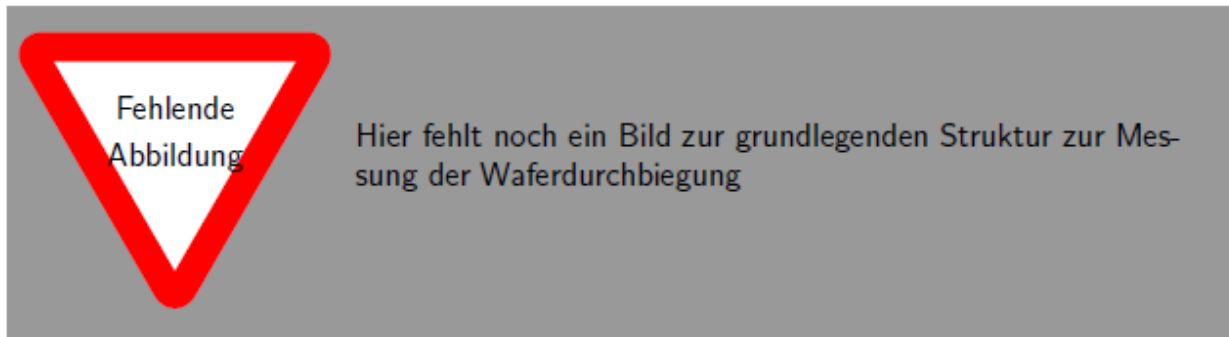 Fehlende
Abbildung
Hier fehlt noch ein Bild zur grundlegenden Struktur zur Mes-
sung der Waferdurchbiegung